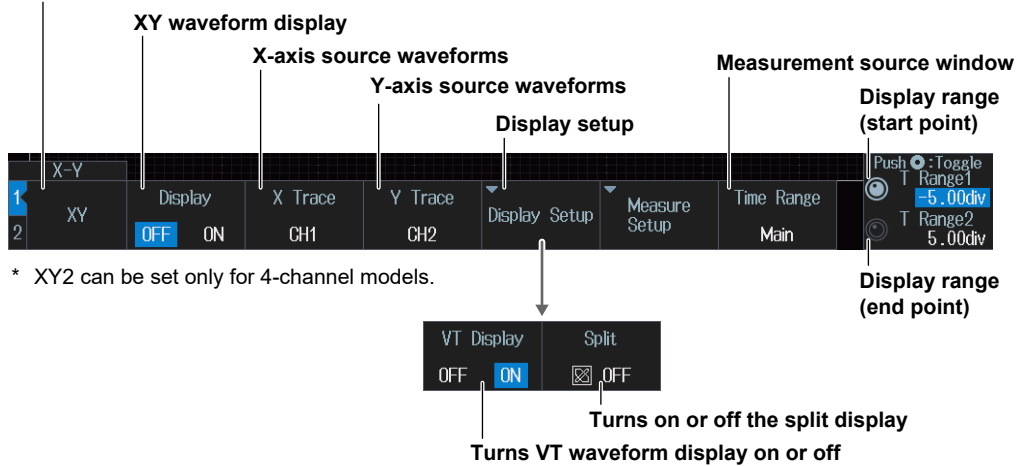 XY waveform display
X-axis source waveforms
Measurement source window
Y-axis source waveforms
Display range
(start point)
Display setup
X-Y
Push :Toggle
1
2
XY
Display
OFF ON
X Trace
CH1
Y Trace
CH2
Display Setup
Measure
Setup
Time Range
Main
T Range1
-5.00div
T Range2
5.00div
* XY2 can be set only for 4-channel models.
Display range
(end point)
VT Display
OFF ON
Split
OFF
Turns on or off the split display
Turns VT waveform display on or off